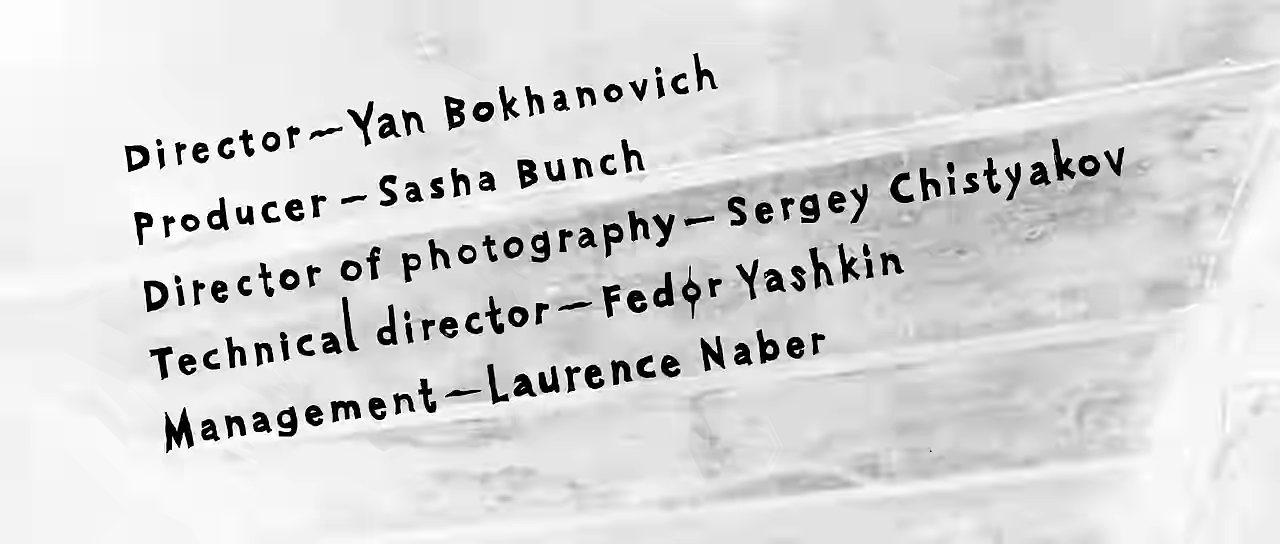 Director—Yan Bokhanovich
Producer—Sasha Bunch
Director of photography—Sergey Chistyakov
Technical director—Fedor Yashkin
Management—Laurence Naber